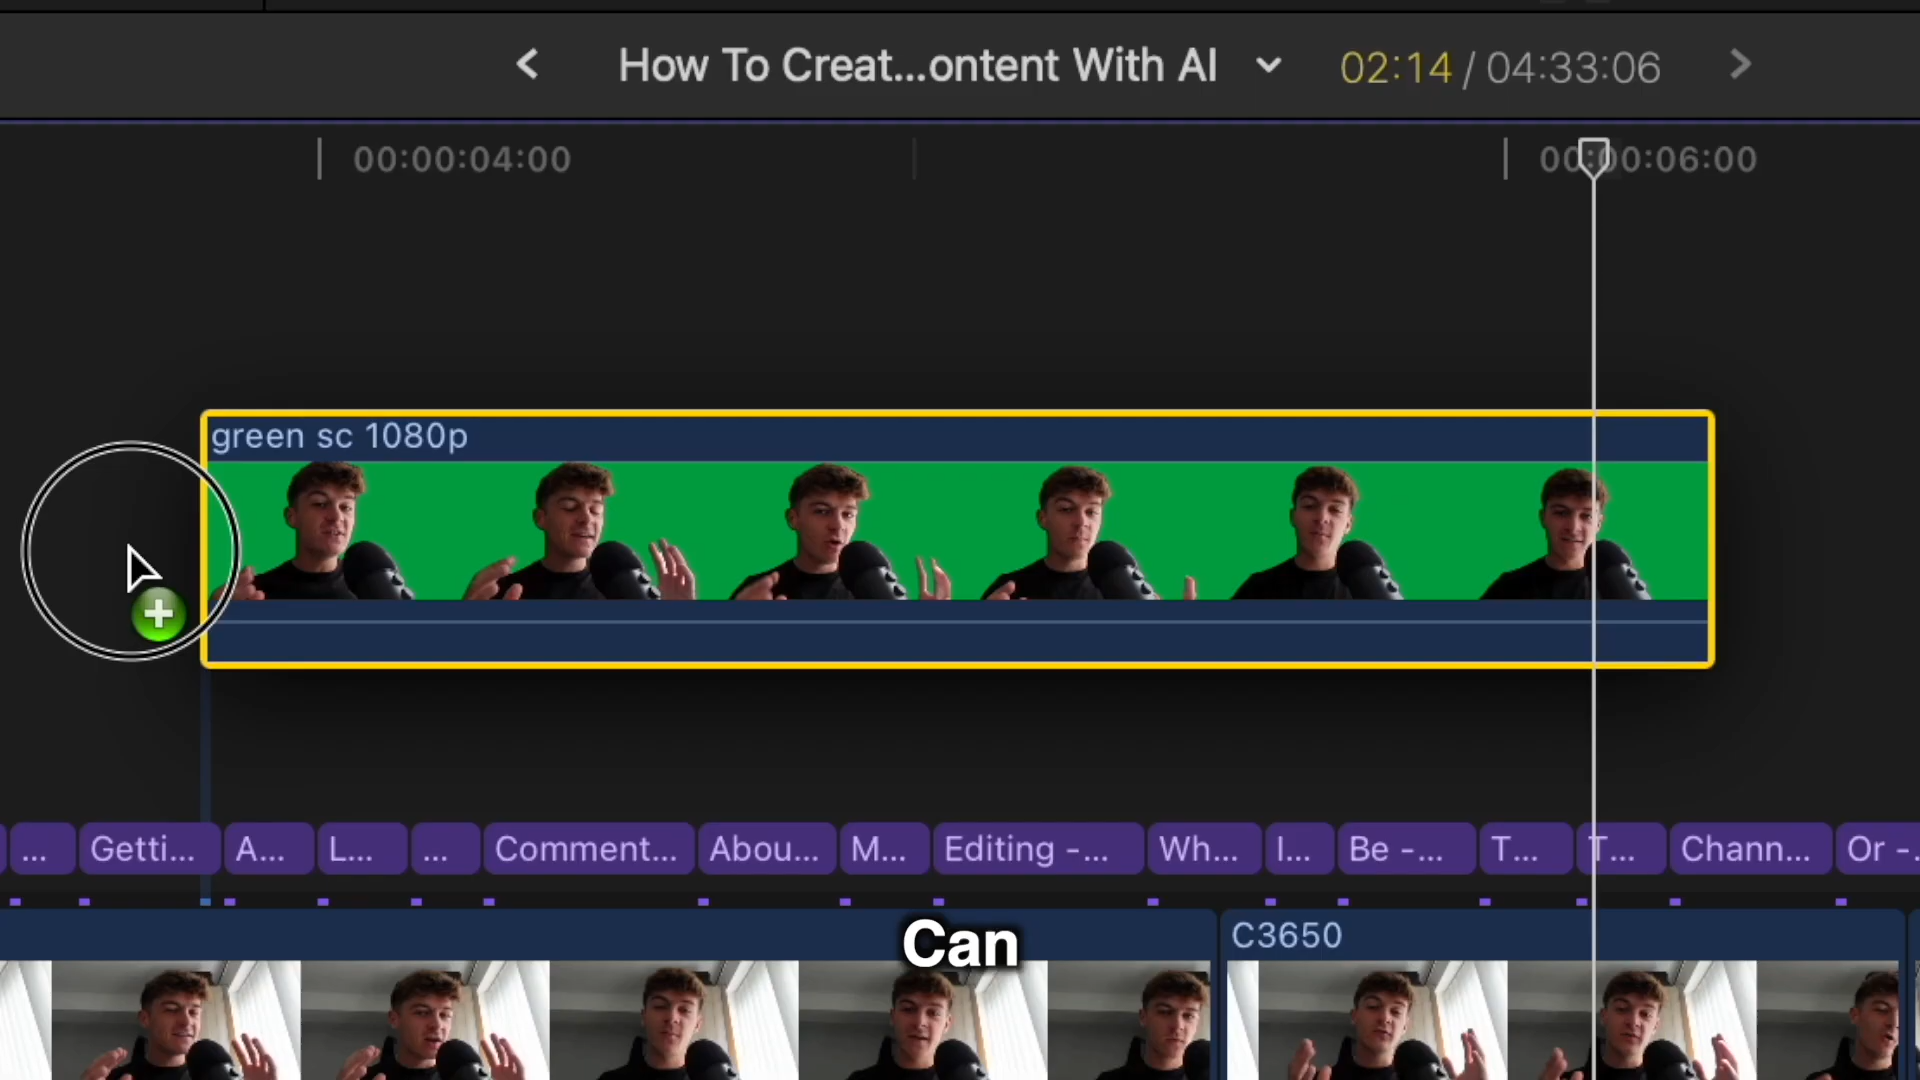 How To Creat...ontent With AI
02:14 / 04:33:06
00:00:04:00
00:00:06:00
green sc 1080p
... Getti... A... L... ... Comment... Abou... M... Editing -... Wh... I... Be -... T... T... Chann... Or -...
C3650
Can